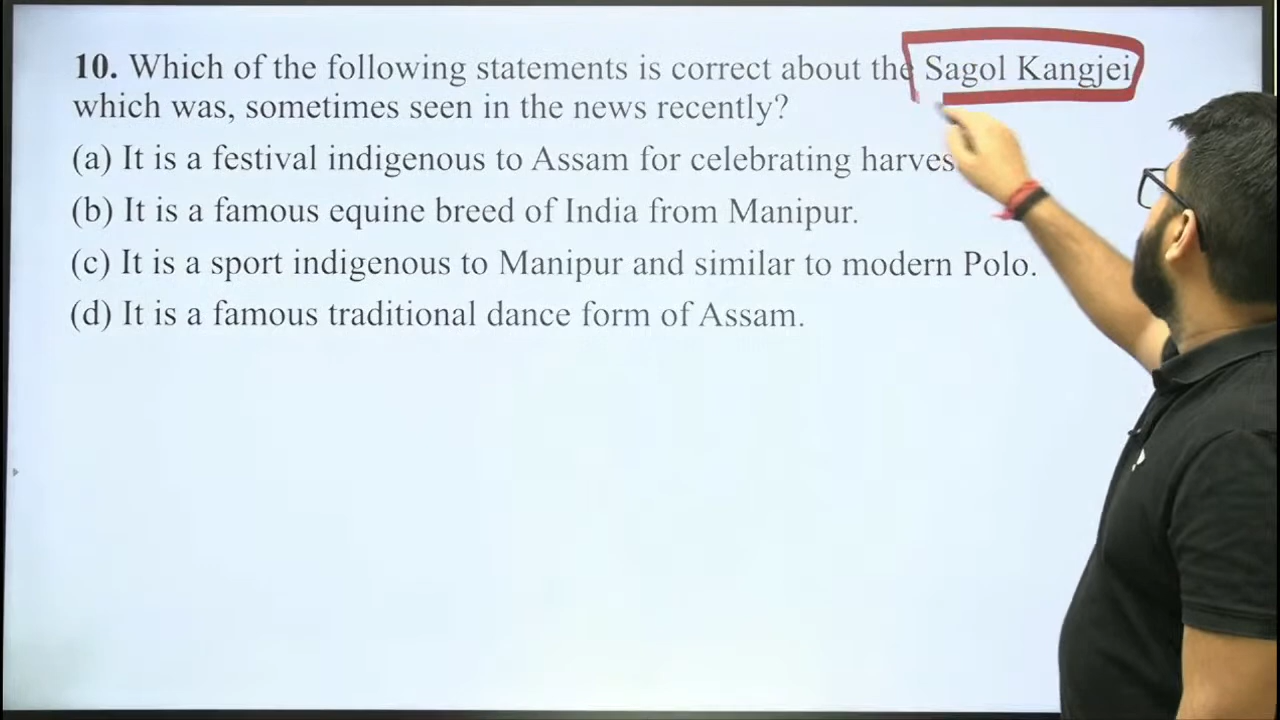 10. Which of the following statements is correct about the Sagol Kangjei
which was, sometimes seen in the news recently?
(a) It is a festival indigenous to Assam for celebrating harves
(b) It is a famous equine breed of India from Manipur.
(c) It is a sport indigenous to Manipur and similar to modern Polo.
(d) It is a famous traditional dance form of Assam.